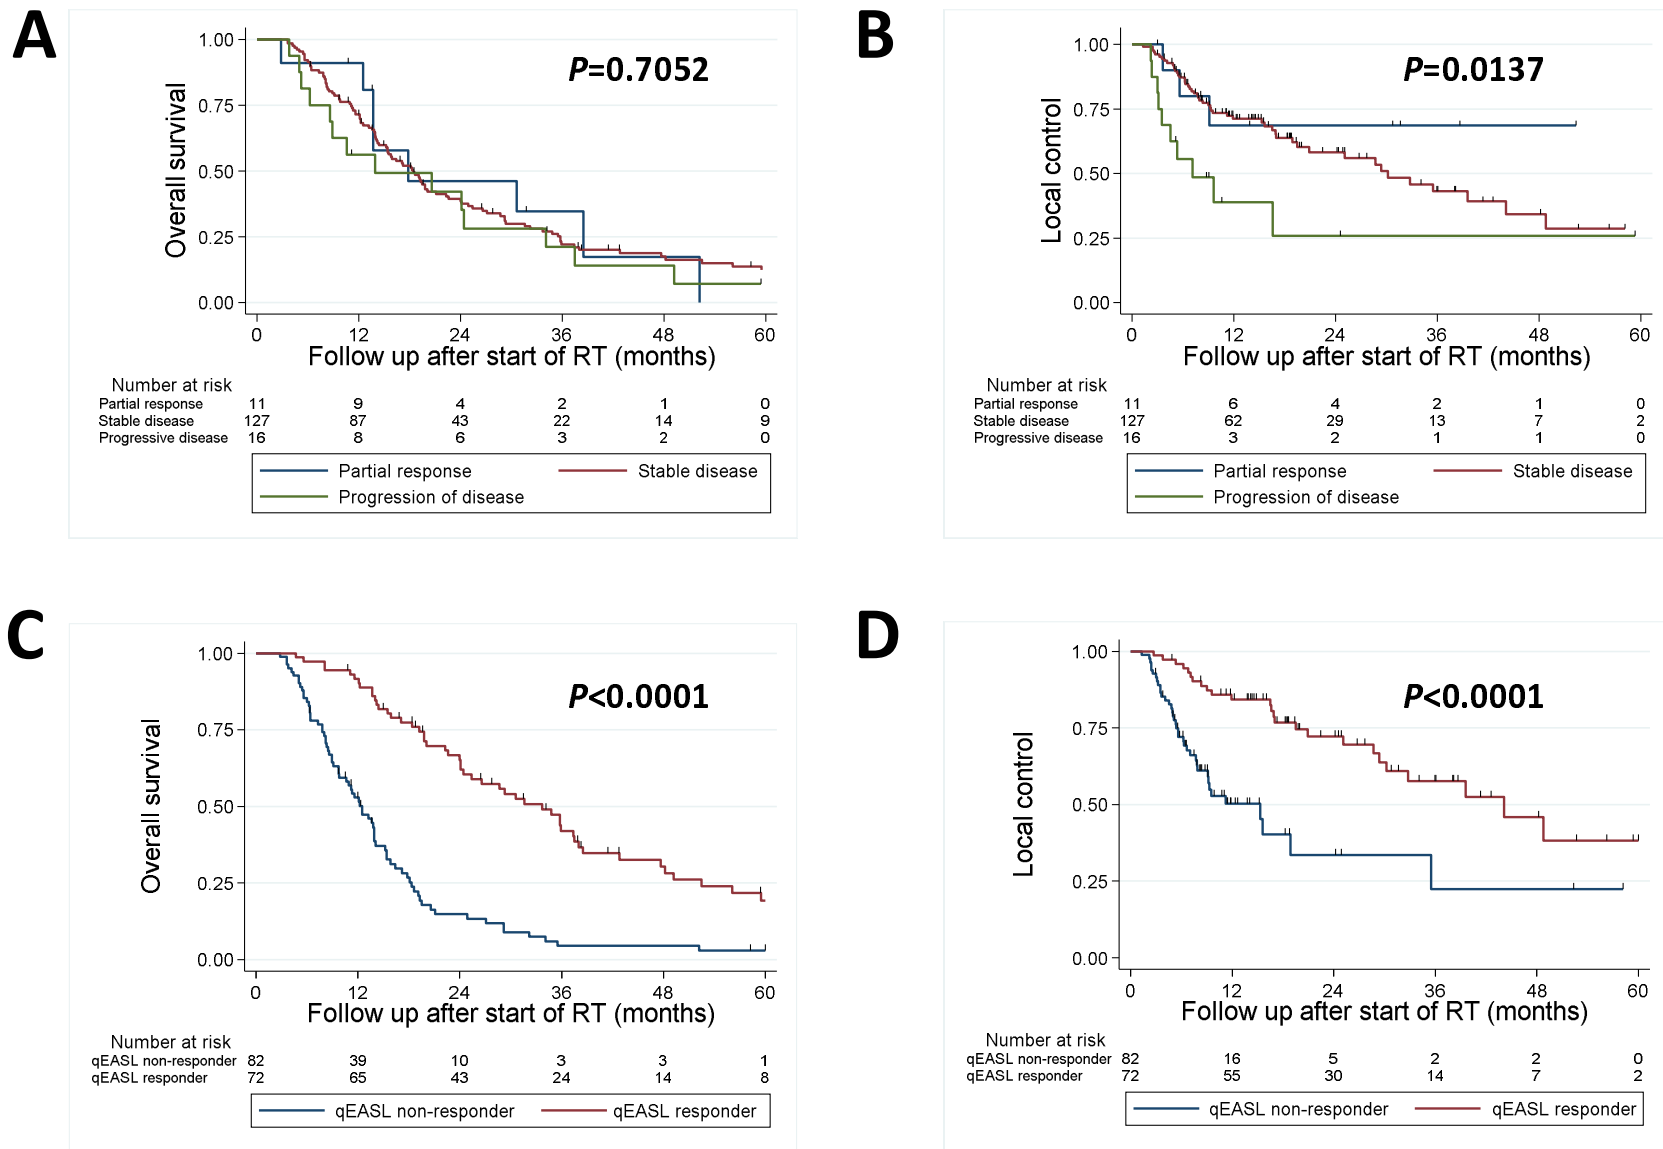 A
P=0.7052
Overall survival
1.00
0.75
0.50
0.25
0.00
0 12 24 36 48 60
Follow up after start of RT (months)
Number at risk
Partial response 11 9 4 2 1 0
Stable disease 127 87 43 22 14 9
Progressive disease 16 8 6 3 2 0
Partial response Stable disease
Progression of disease
B
P=0.0137
Local control
1.00
0.75
0.50
0.25
0.00
0 12 24 36 48 60
Follow up after start of RT (months)
Number at risk
Partial response 11 6 4 2 1 0
Stable disease 127 62 29 13 7 2
Progressive disease 16 3 2 1 1 0
Partial response Stable disease
Progression of disease
C
P<0.0001
Overall survival
1.00
0.75
0.50
0.25
0.00
0 12 24 36 48 60
Follow up after start of RT (months)
Number at risk
qEASL non-responder 82 39 10 3 3 1
qEASL responder 72 65 43 24 14 8
qEASL non-responder qEASL responder
D
P<0.0001
Local control
1.00
0.75
0.50
0.25
0.00
0 12 24 36 48 60
Follow up after start of RT (months)
Number at risk
qEASL non-responder 82 16 5 2 2 0
qEASL responder 72 55 30 14 7 2
qEASL non-responder qEASL responder